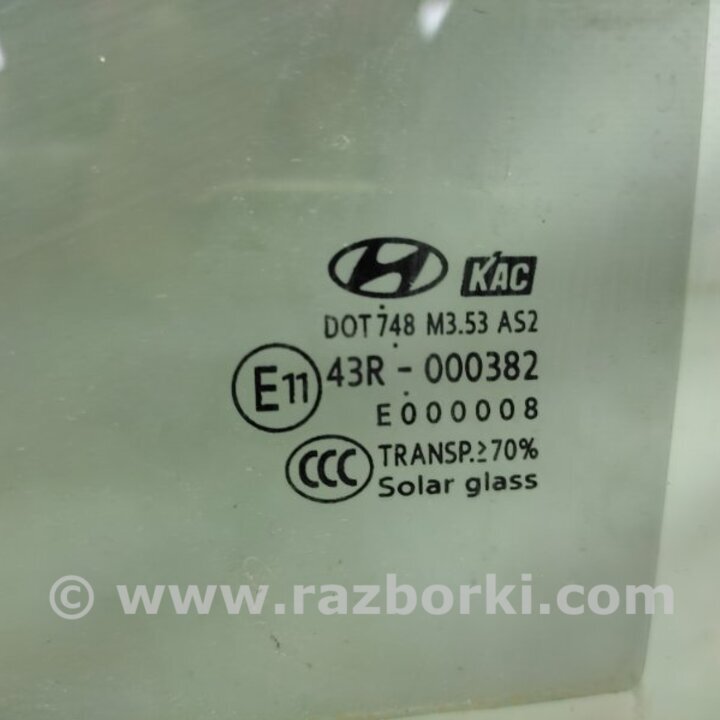 KAC
DOT 748 M3.53 AS2
E11 43R - 000382
E000008
CCC TRANSP.≥70%
Solar glass
© www.razborki.com